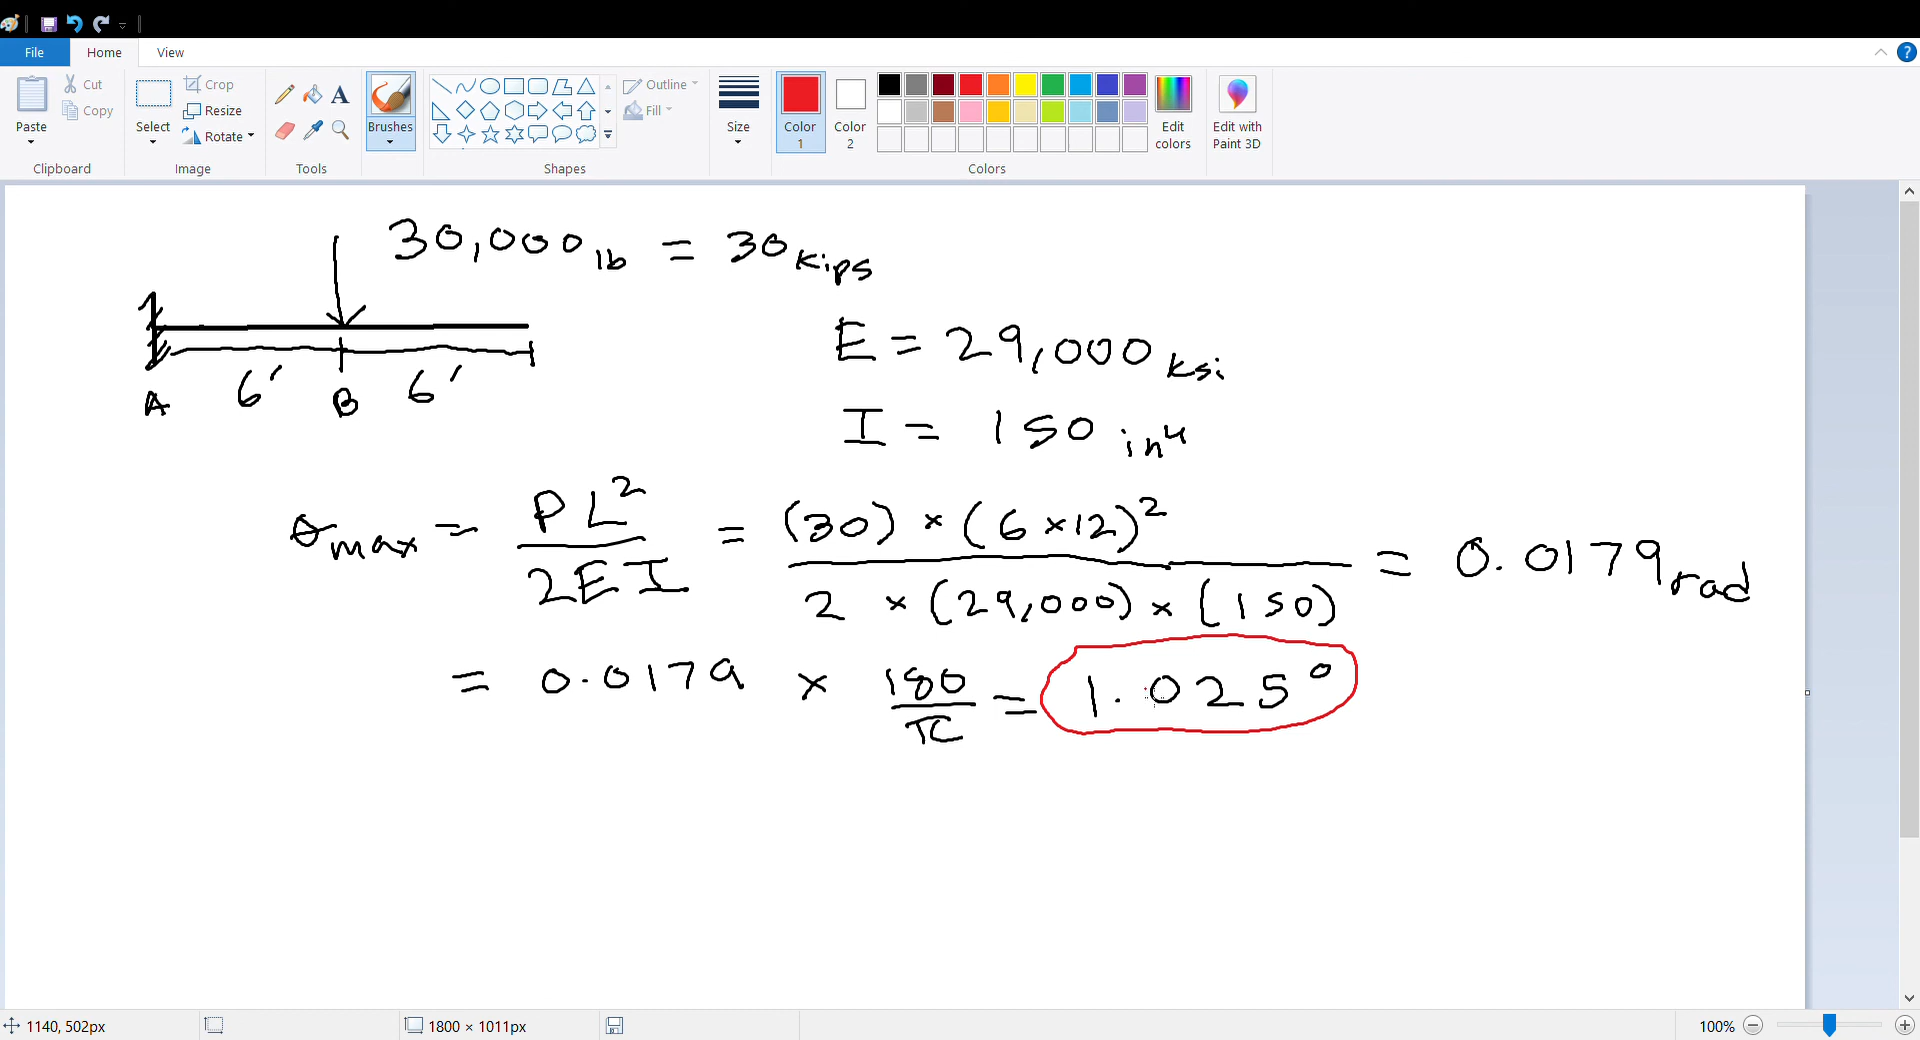 File Home View
Paste Cut Copy Clipboard
Select Crop Resize Rotate Image
A Tools
Brushes
Outline Fill Shapes
Size
Color 1 Color 2 Edit colors Colors
Edit with Paint 3D
?
30,000 lb = 30 kips
6' 6'
A B
E = 29,000 ksi
I = 150 in⁴
θmax = PL²/2EI = (30) × (6 × 12)²/2 × (29,000) × (150) = 0.0179 rad
= 0.0179 × 180/π = 1.025°
1140, 502px 1800 × 1011px 100%